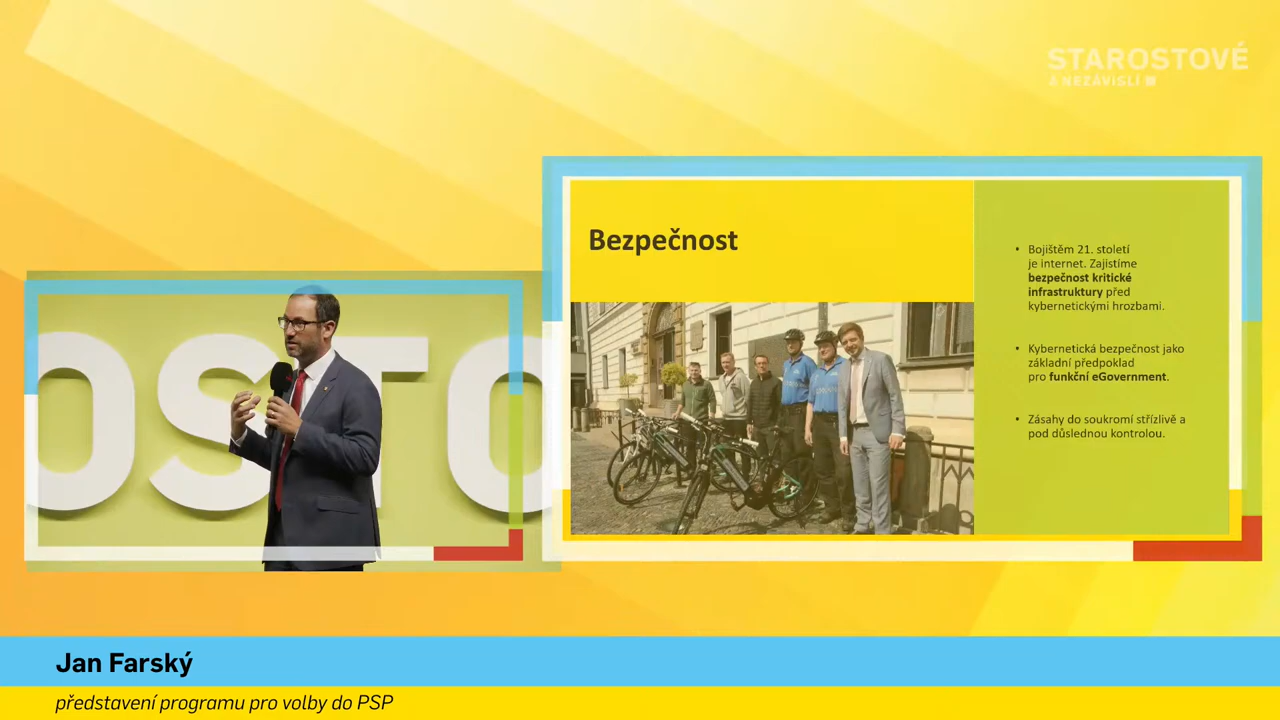 STAROSTOVÉ
A NEZÁVISLÍ
Bezpečnost
• Bojištěm 21. století
je internet. Zajistíme
bezpečnost kritické
infrastruktury před
kybernetickými hrozbami.
• Kybernetická bezpečnost jako
základní předpoklad
pro funkční eGovernment.
• Zásahy do soukromí střízlivě a
pod důslednou kontrolou.
OSTO
Jan Farský
představení programu pro volby do PSP